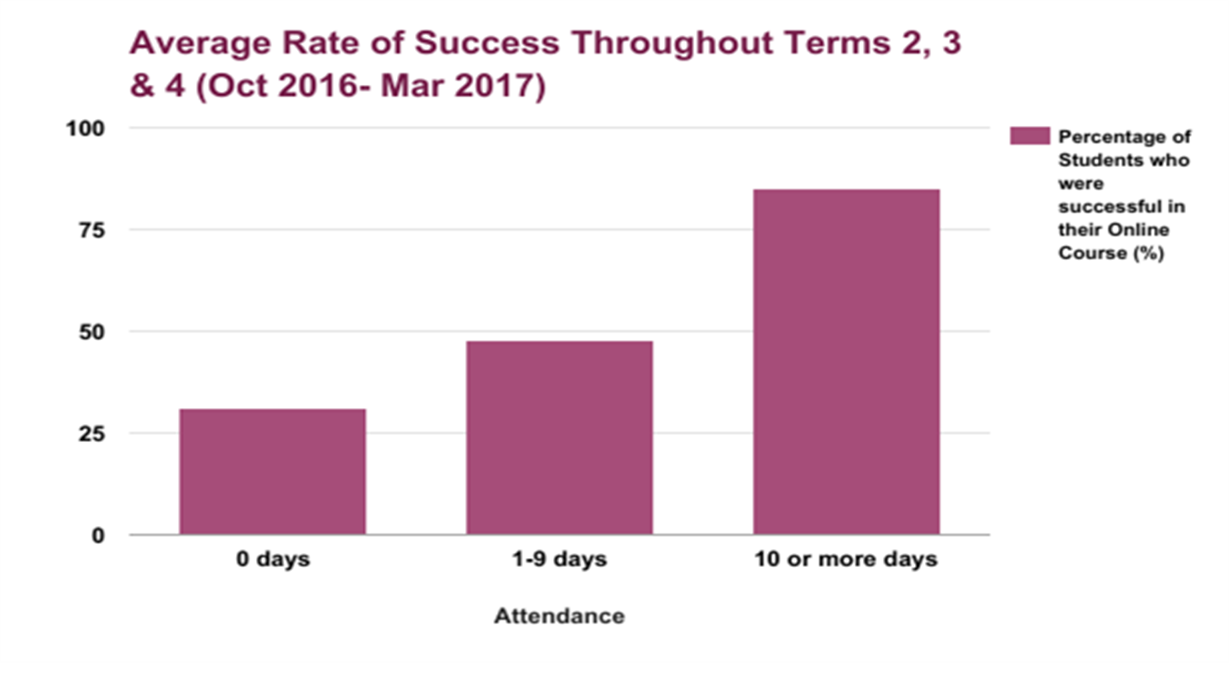 Average Rate of Success Throughout Terms 2, 3
& 4 (Oct 2016- Mar 2017)
100
75
50
25
0
0 days
1-9 days
10 or more days
Attendance
Percentage of
Students who
were
successful in
their Online
Course (%)